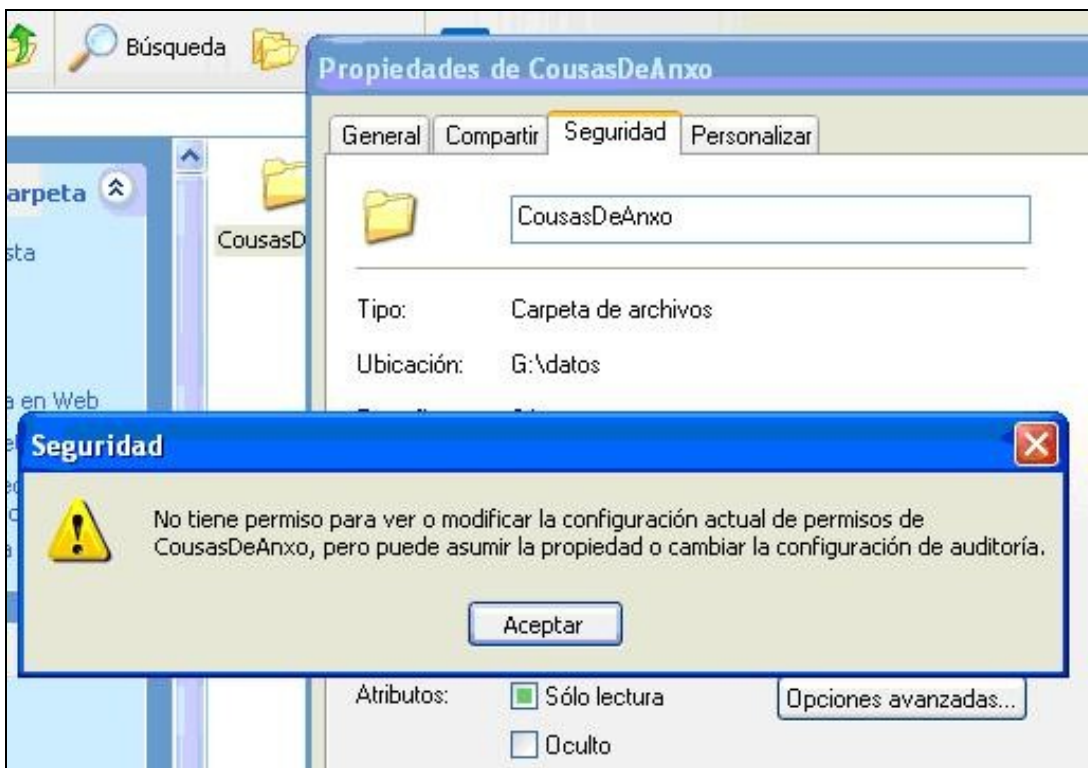 Búsqueda
Propiedades de CousasDeAnxo
General Compartir Seguridad Personalizar
arpeta
CousasDeAnxo
sta
CousasD
Tipo: Carpeta de archivos
Ubicación: G:\datos
a en Web
Seguridad
No tiene permiso para ver o modificar la configuración actual de permisos de
CousasDeAnxo, pero puede asumir la propiedad o cambiar la configuración de auditoría.
Aceptar
Atributos: Sólo lectura Opciones avanzadas...
Oculto